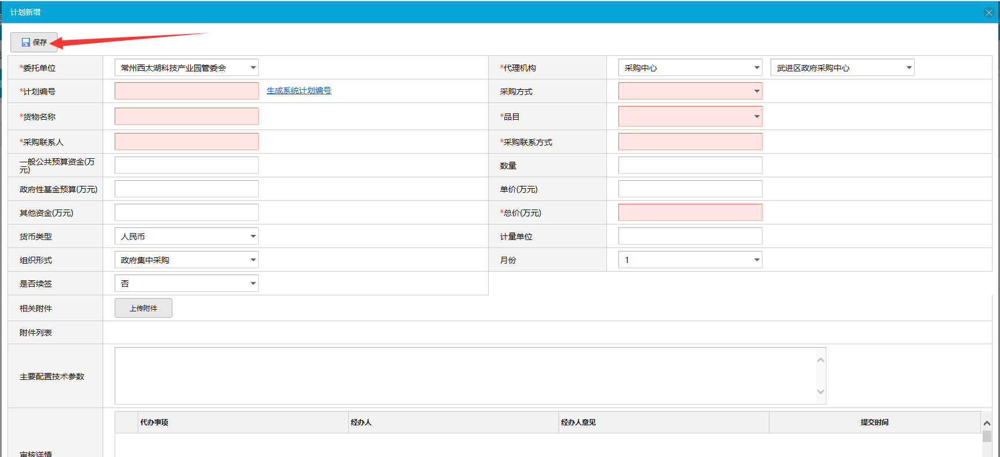 计划新增
保存
*委托单位 常州西太湖科技产业园管委会 *代理机构 采购中心 武进区政府采购中心
*计划编号 生成系统计划编号 采购方式
*货物名称 *品目
*采购联系人 *采购联系方式
一般公共预算资金(万
元) 数量
政府性基金预算(万元) 单价(万元)
其他资金(万元) *总价(万元)
货币类型 人民币 计量单位
组织形式 政府集中采购 月份 1
是否续签 否
相关附件 上传附件
附件列表
主要配置技术参数
代办事项 经办人 经办人意见 提交时间
审核详情